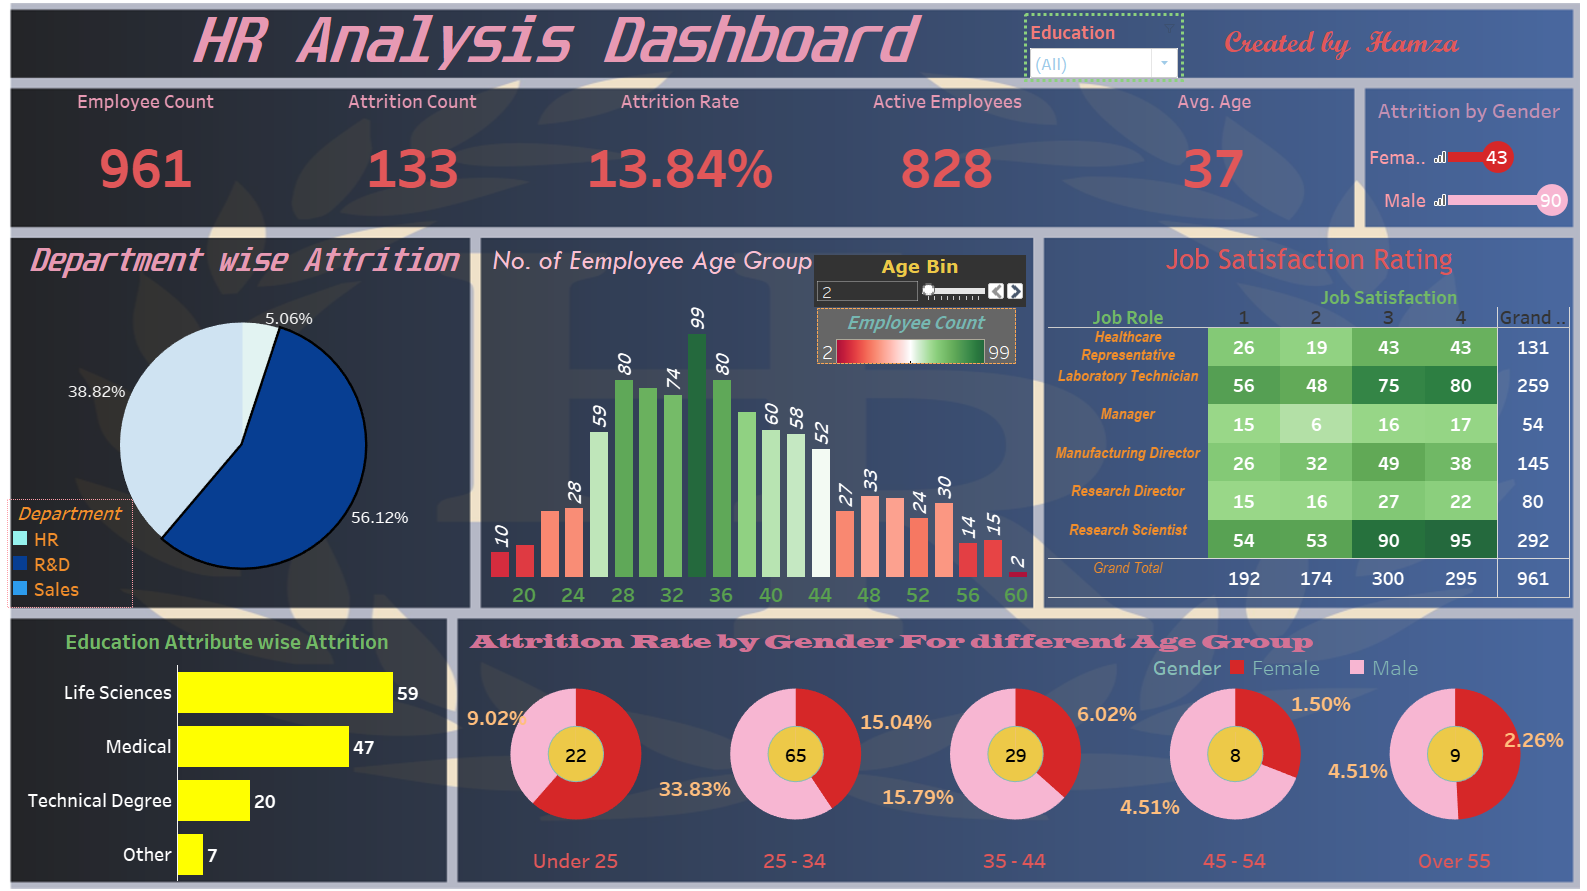 HR Analysis Dashboard
Education
(All)
Created by Hamza
Employee Count
Attrition Count
Attrition Rate
Active Employees
Avg. Age
961
133
13.84%
828
37
Attrition by Gender
Fema..
43
Male
90
Department wise Attrition
5.06%
38.82%
56.12%
Department
HR
R&D
Sales
No. of Eemployee Age Group
Age Bin
2
Employee Count
2
99
10
28
59
80
74
99
80
60
58
52
27
33
24
30
14
15
2
20 24 28 32 36 40 44 48 52 56 60
Job Satisfaction Rating
Job Satisfaction
Job Role 1 2 3 4 Grand ..
Healthcare
Representative 26 19 43 43 131
Laboratory Technician 56 48 75 80 259
Manager 15 6 16 17 54
Manufacturing Director 26 32 49 38 145
Research Director 15 16 27 22 80
Research Scientist 54 53 90 95 292
Grand Total 192 174 300 295 961
Education Attribute wise Attrition
Life Sciences 59
Medical 47
Technical Degree 20
Other 7
Attrition Rate by Gender For different Age Group
Gender Female Male
9.02%
22
Under 25
15.04%
65
33.83%
25 - 34
6.02%
29
15.79%
35 - 44
1.50%
8
4.51%
45 - 54
2.26%
9
4.51%
Over 55